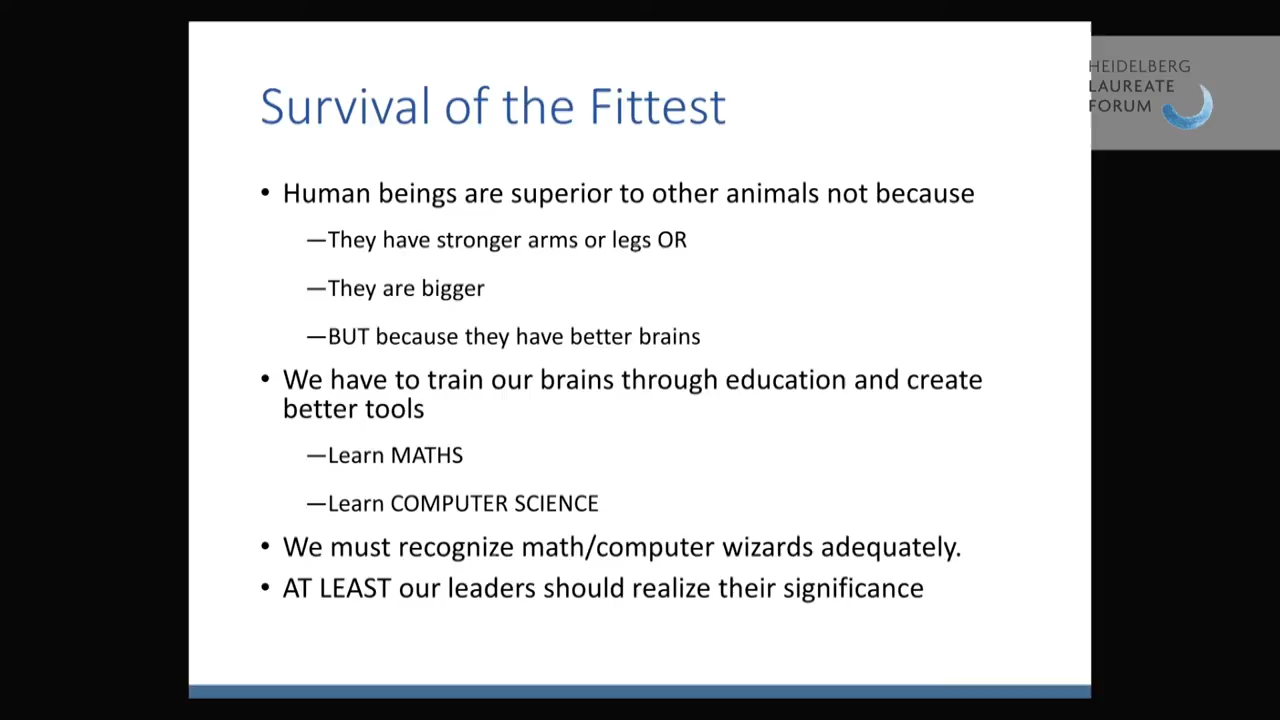 Survival of the Fittest
• Human beings are superior to other animals not because
—They have stronger arms or legs OR
—They are bigger
—BUT because they have better brains
• We have to train our brains through education and create
better tools
—Learn MATHS
—Learn COMPUTER SCIENCE
• We must recognize math/computer wizards adequately.
• AT LEAST our leaders should realize their significance
HEIDELBERG
LAUREATE
FORUM